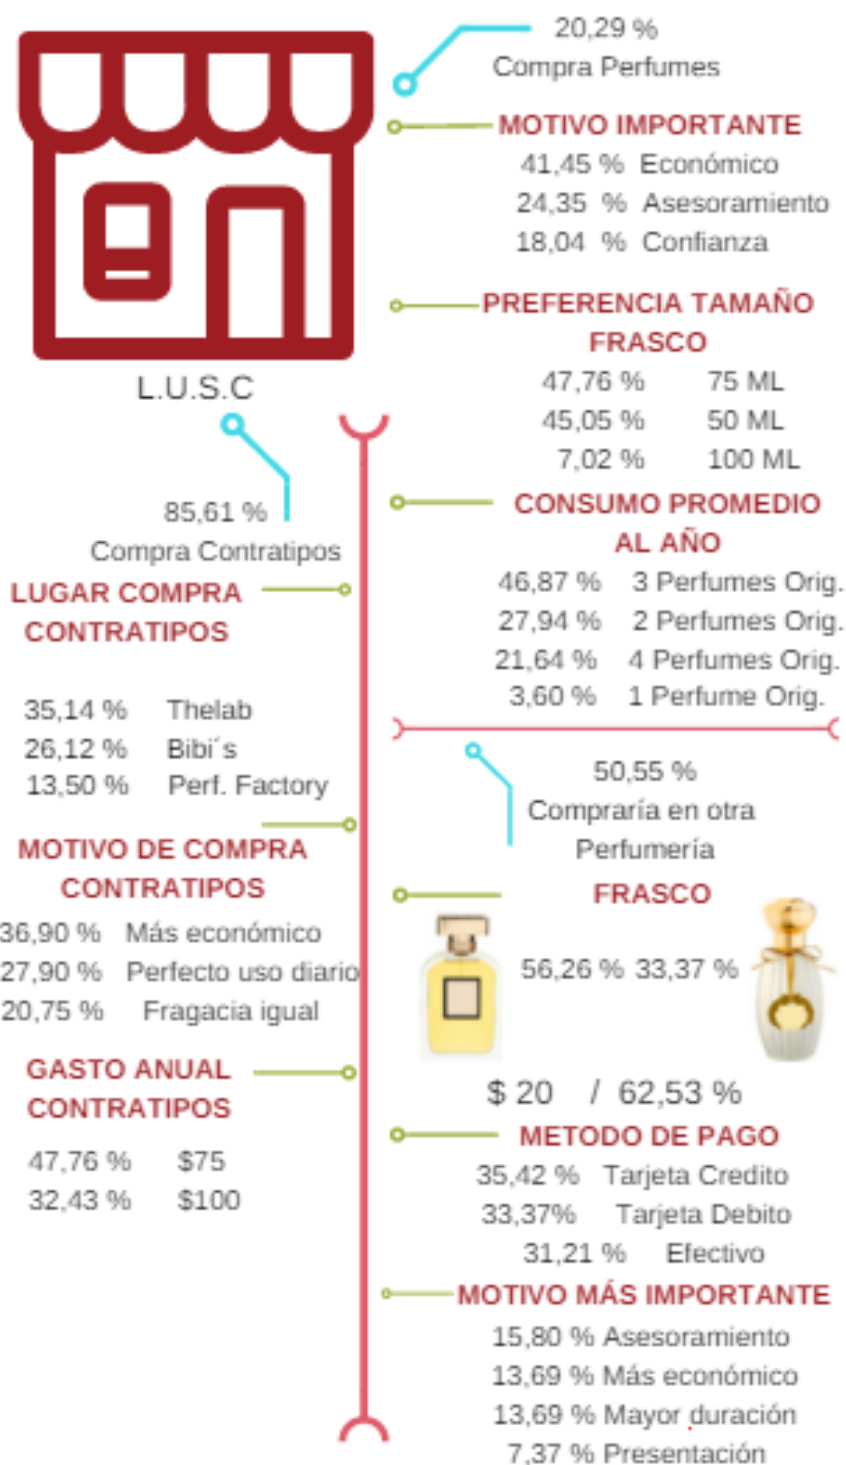 L.U.S.C
85,61 %
Compra Contratipos
LUGAR COMPRA
CONTRATIPOS
35,14 % Thelab
26,12 % Bibi´s
13,50 % Perf. Factory
MOTIVO DE COMPRA
CONTRATIPOS
36,90 % Más económico
27,90 % Perfecto uso diario
20,75 % Fragacia igual
GASTO ANUAL
CONTRATIPOS
47,76 % $75
32,43 % $100
20,29 %
Compra Perfumes
MOTIVO IMPORTANTE
41,45 % Económico
24,35 % Asesoramiento
18,04 % Confianza
PREFERENCIA TAMAÑO
FRASCO
47,76 % 75 ML
45,05 % 50 ML
7,02 % 100 ML
CONSUMO PROMEDIO
AL AÑO
46,87 % 3 Perfumes Orig.
27,94 % 2 Perfumes Orig.
21,64 % 4 Perfumes Orig.
3,60 % 1 Perfume Orig.
50,55 %
Compraría en otra
Perfumería
FRASCO
56,26 % 33,37 %
$ 20 / 62,53 %
METODO DE PAGO
35,42 % Tarjeta Credito
33,37% Tarjeta Debito
31,21 % Efectivo
MOTIVO MÁS IMPORTANTE
15,80 % Asesoramiento
13,69 % Más económico
13,69 % Mayor duración
7,37 % Presentación